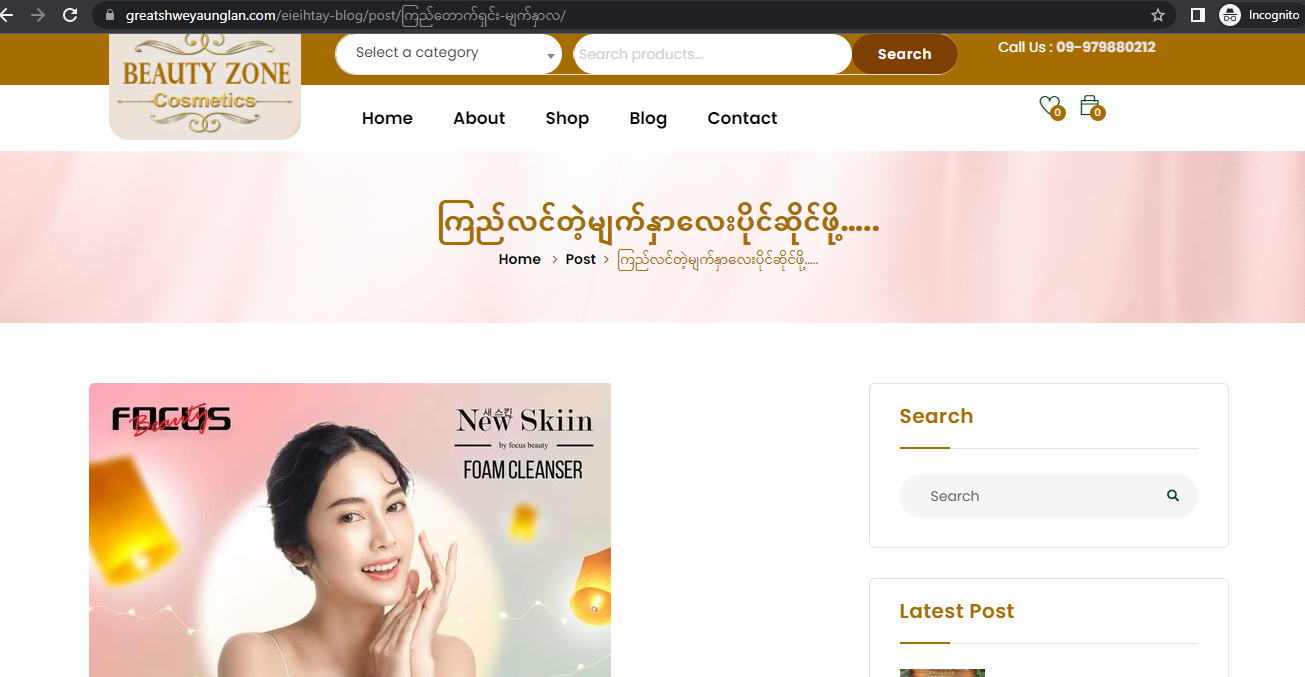 greatshweyaunglan.com/eieihtay-blog/post/ကြည်တောက်ရှင်း-မျက်နှာလ/
Incognito
BEAUTY ZONE
Cosmetics
Select a category
Search products...
Search
Call Us : 09-979880212
Home
About
Shop
Blog
Contact
0
0
ကြည်လင်တဲ့မျက်နှာလေးပိုင်ဆိုင်ဖို့.....
Home > Post > ကြည်လင်တဲ့မျက်နှာလေးပိုင်ဆိုင်ဖို့.....
FOCUS
Beauty
새 스킨
New Skiin
by focus beauty
FOAM CLEANSER
Search
Search
Latest Post